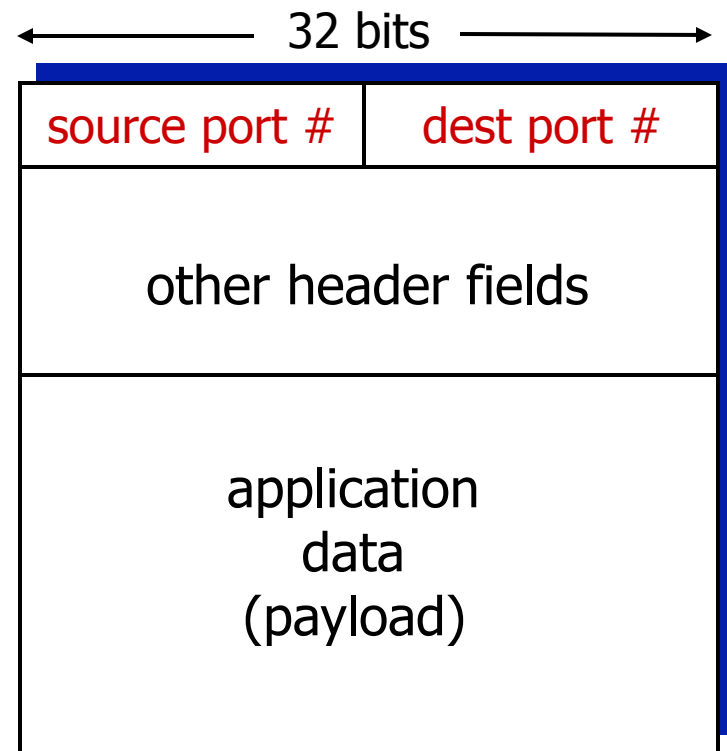 32 bits
source port #
dest port #
other header fields
application
data
(payload)